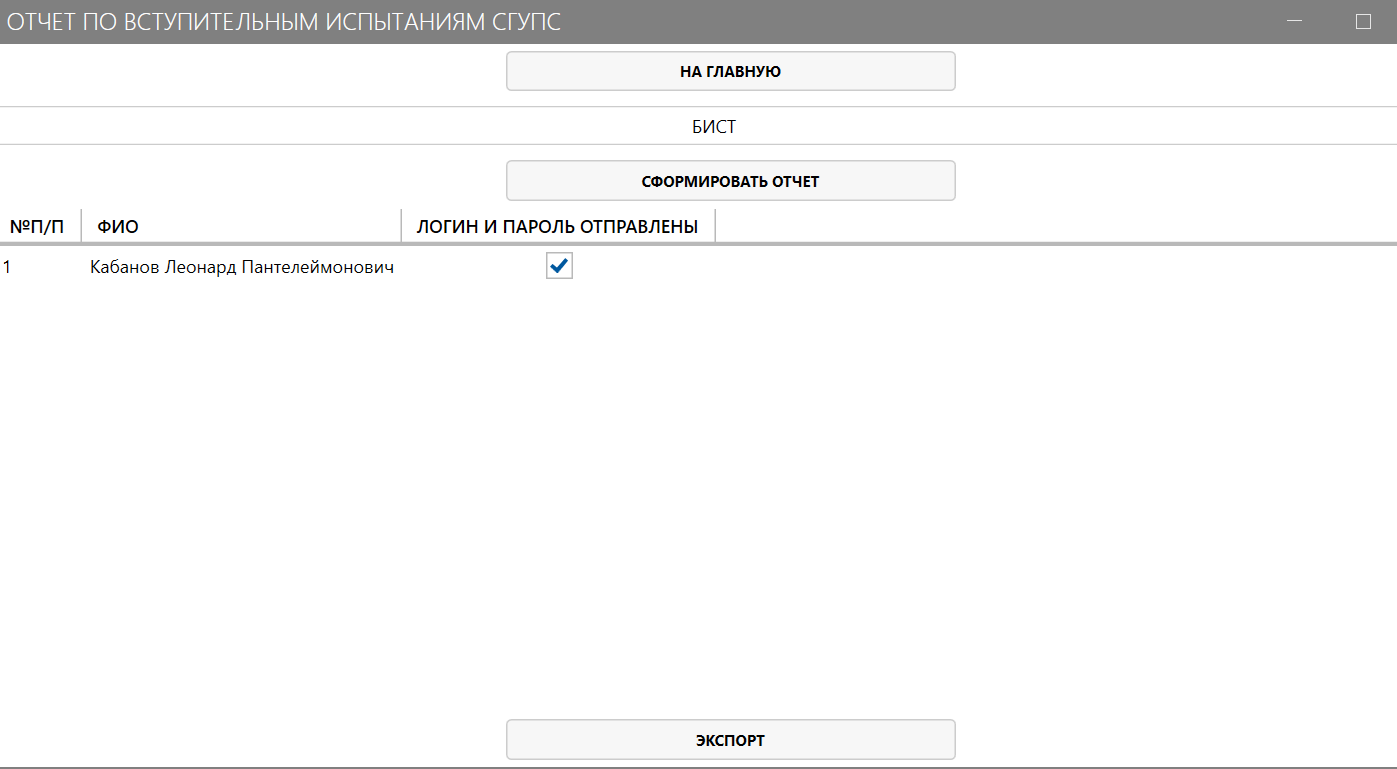 ОТЧЕТ ПО ВСТУПИТЕЛЬНЫМ ИСПЫТАНИЯМ СГУПС
НА ГЛАВНУЮ
БИСТ
СФОРМИРОВАТЬ ОТЧЕТ
№П/П ФИО ЛОГИН И ПАРОЛЬ ОТПРАВЛЕНЫ
1 Кабанов Леонард Пантелеймонович
ЭКСПОРТ